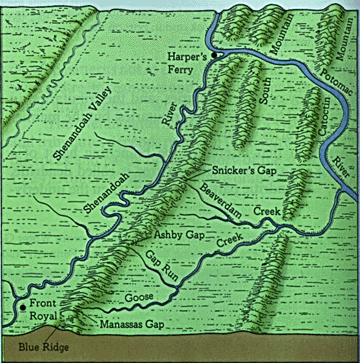 Harper's
Ferry
South
Mountain
Catoctin
Mountain
Potomac
River
Shenandoah Valley
Shenandoah
River
Snicker's Gap
Beaverdam
Creek
Ashby Gap
Gap Run
Goose
Creek
Front
Royal
Manassas Gap
Blue Ridge